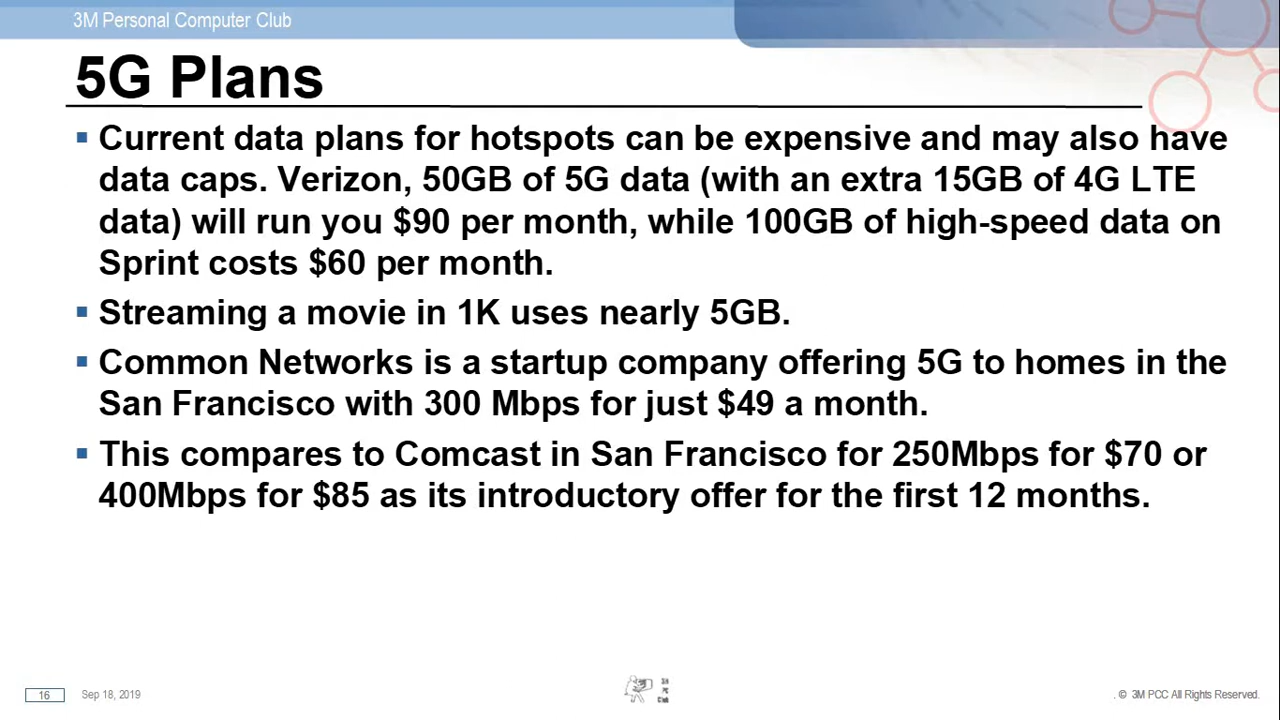 3M Personal Computer Club
5G Plans
▪ Current data plans for hotspots can be expensive and may also have
data caps. Verizon, 50GB of 5G data (with an extra 15GB of 4G LTE
data) will run you $90 per month, while 100GB of high-speed data on
Sprint costs $60 per month.
▪ Streaming a movie in 1K uses nearly 5GB.
▪ Common Networks is a startup company offering 5G to homes in the
San Francisco with 300 Mbps for just $49 a month.
▪ This compares to Comcast in San Francisco for 250Mbps for $70 or
400Mbps for $85 as its introductory offer for the first 12 months.
16 Sep 18, 2019
. © 3M PCC All Rights Reserved.